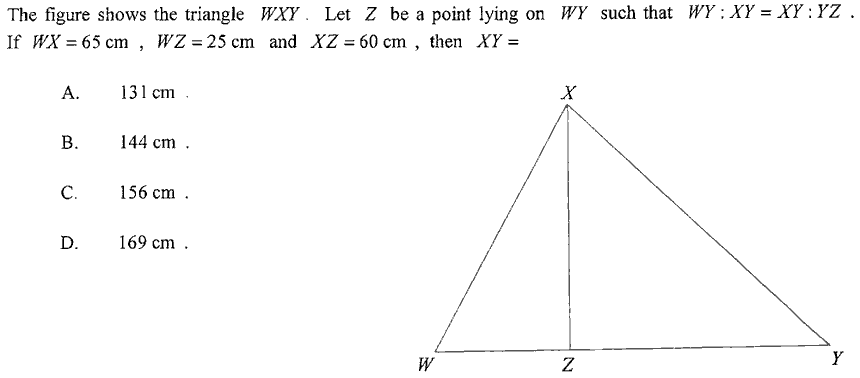 The figure shows the triangle WXY . Let Z be a point lying on WY such that WY : XY = XY : YZ .
If WX = 65 cm , WZ = 25 cm and XZ = 60 cm , then XY =
A. 131 cm .
B. 144 cm .
C. 156 cm .
D. 169 cm .
X
W
Z
Y